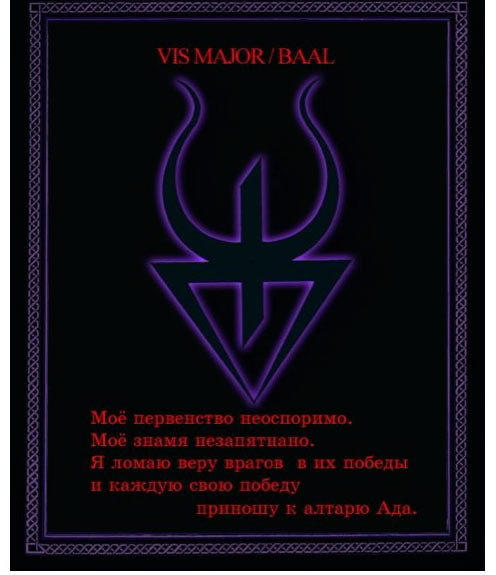 VIS MAJOR / BAAL
Моё первенство неоспоримо.
Моё знамя незапятнано.
Я ломаю веру врагов в их победы
и каждую свою победу
приношу к алтарю Ада.